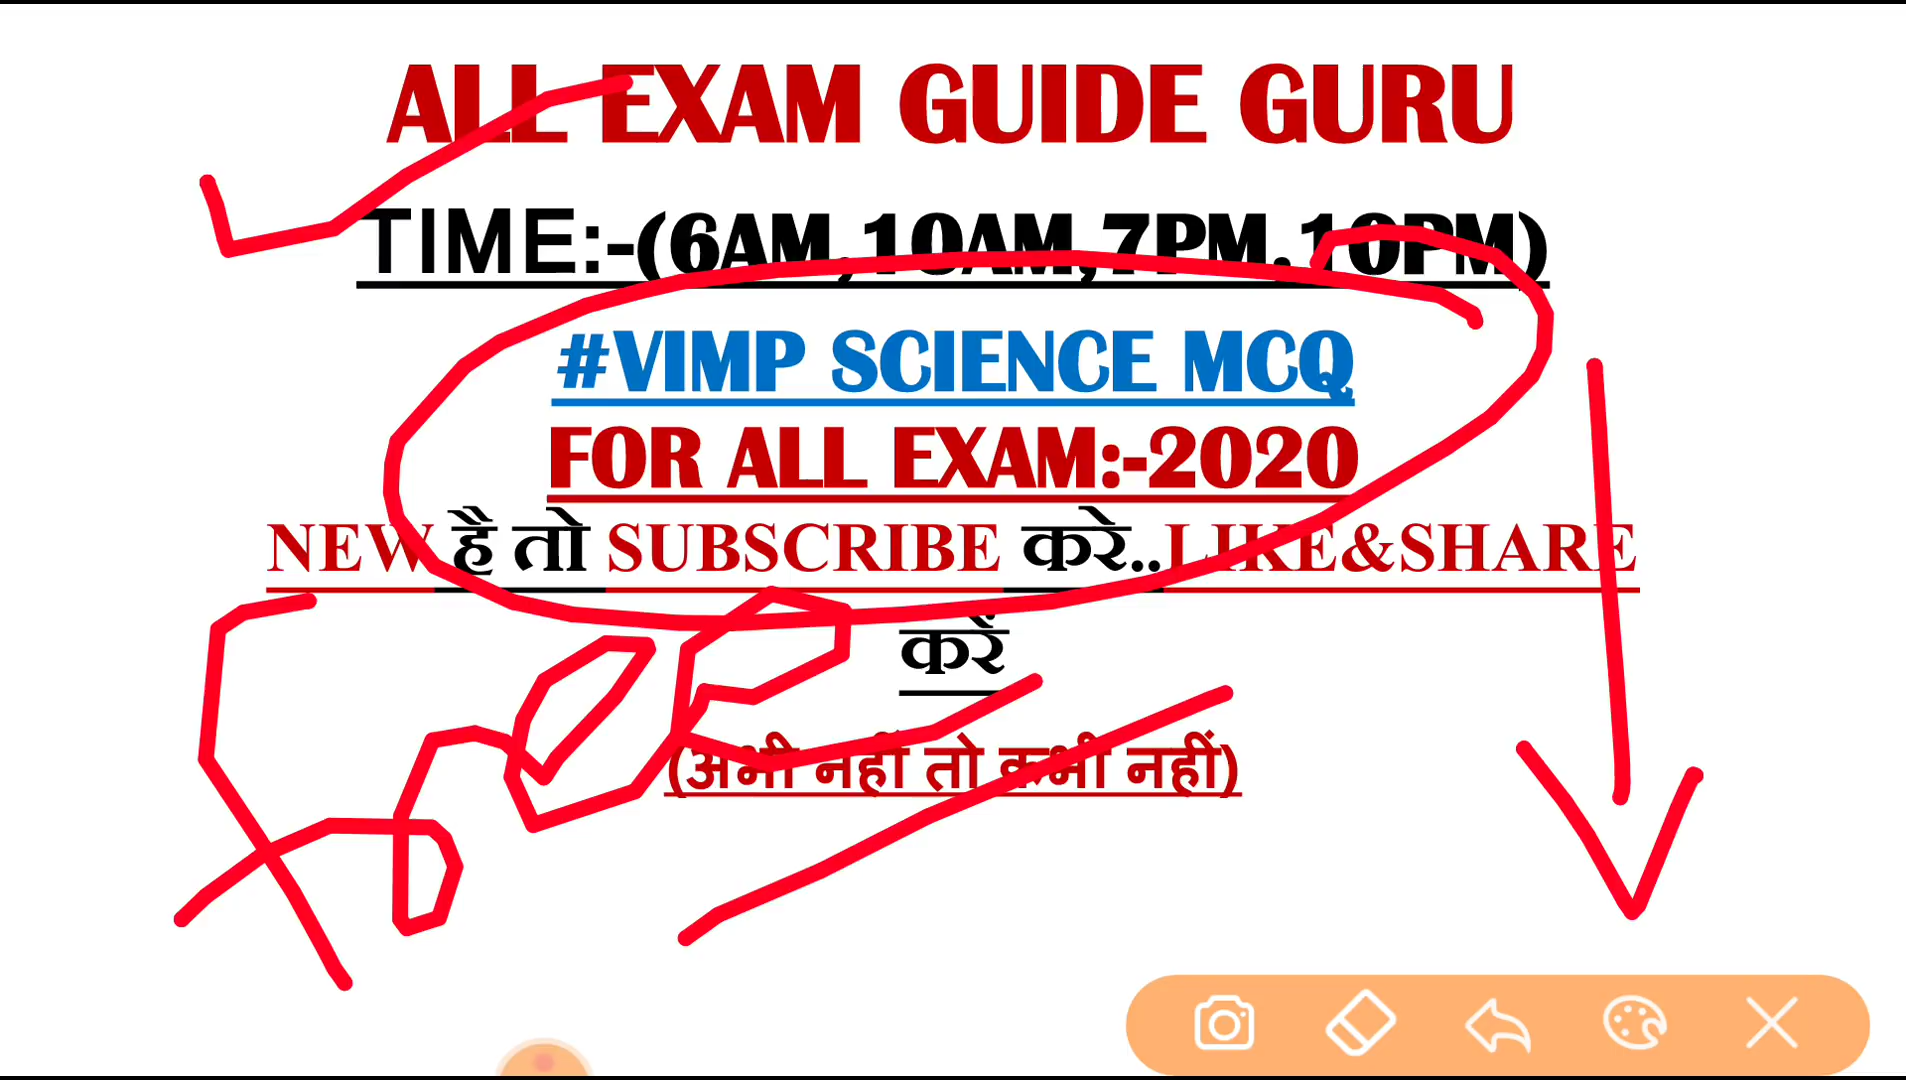 ALL EXAM GUIDE GURU
TIME:-(6AM,10AM,7PM,10PM)
#VIMP SCIENCE MCQ
FOR ALL EXAM:-2020
NEW है तो SUBSCRIBE करे..LIKE&SHARE
करें
(अभी नहीं तो कभी नहीं)